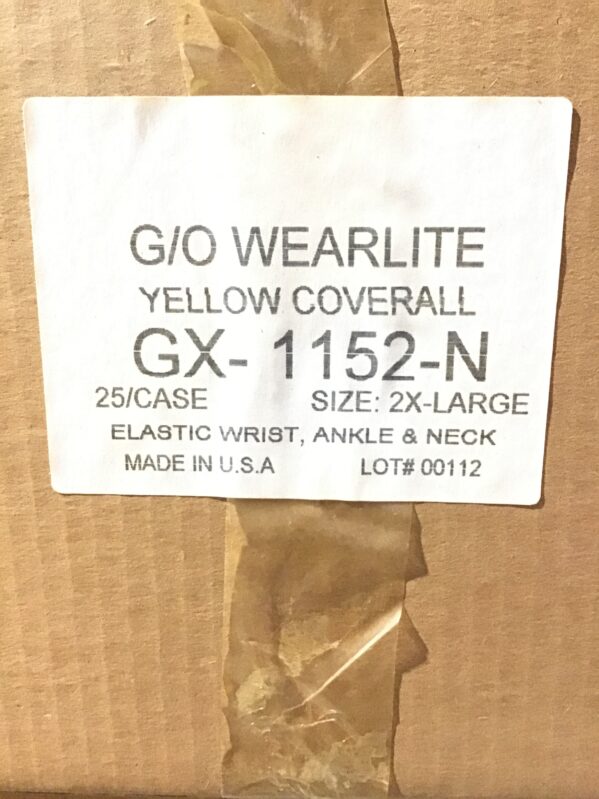 G/O WEARLITE
YELLOW COVERALL
GX- 1152-N
25/CASE SIZE: 2X-LARGE
ELASTIC WRIST, ANKLE & NECK
MADE IN U.S.A LOT# 00112